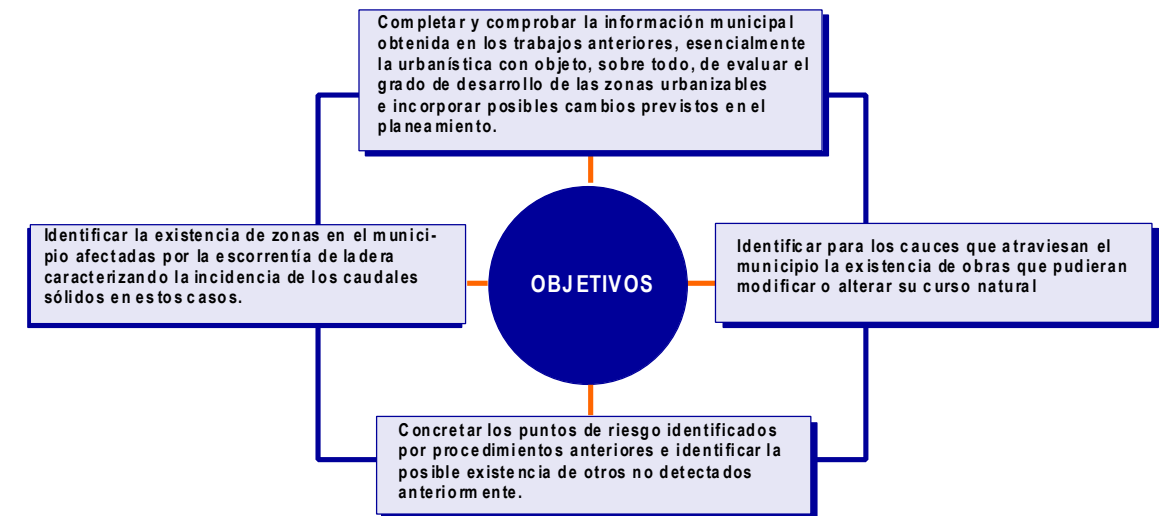 Completar y comprobar la información municipal
obtenida en los trabajos anteriores, esencialmente
la urbanística con objeto, sobre todo, de evaluar el
grado de desarrollo de las zonas urbanizables
e incorporar posibles cambios previstos en el
planeamiento.
Identificar la existencia de zonas en el munici-
pio afectadas por la escorrentía de ladera
caracterizando la incidencia de los caudales
sólidos en estos casos.
OBJETIVOS
Identificar para los cauces que atraviesan el
municipio la existencia de obras que pudieran
modificar o alterar su curso natural
Concretar los puntos de riesgo identificados
por procedimientos anteriores e identificar la
posible existencia de otros no detectados
anteriormente.